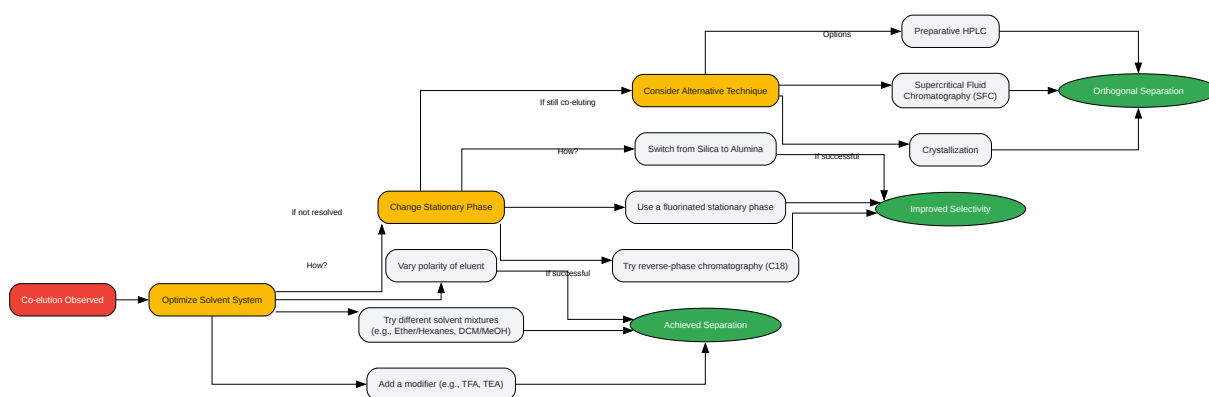 Preparative HPLC
Options
Consider Alternative Technique
Supercritical Fluid
Chromatography (SFC)
Orthogonal Separation
If still co-eluting
How?
Switch from Silica to Alumina
If successful
Crystallization
If not resolved
Change Stationary Phase
Use a fluorinated stationary phase
Improved Selectivity
How?
Vary polarity of eluent
If successful
Try reverse-phase chromatography (C18)
Co-elution Observed
Optimize Solvent System
Try different solvent mixtures
(e.g., Ether/Hexanes, DCM/MeOH)
Achieved Separation
Add a modifier (e.g., TFA, TEA)